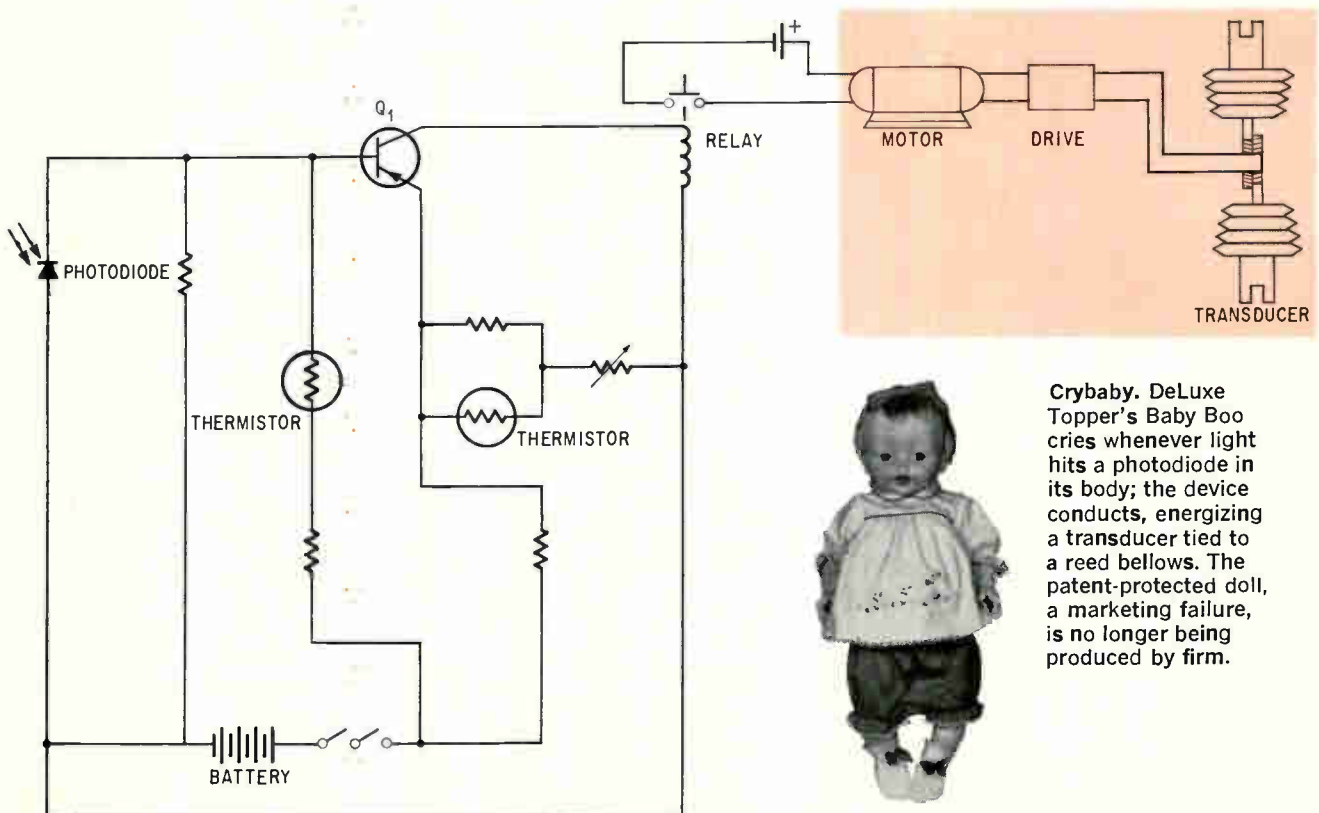 +
Q1
RELAY
MOTOR
DRIVE
PHOTODIODE
THERMISTOR
THERMISTOR
TRANSDUCER
BATTERY
Crybaby. DeLuxe
Topper's Baby Boo
cries whenever light
hits a photodiode in
its body; the device
conducts, energizing
a transducer tied to
a reed bellows. The
patent-protected doll,
a marketing failure,
is no longer being
produced by firm.